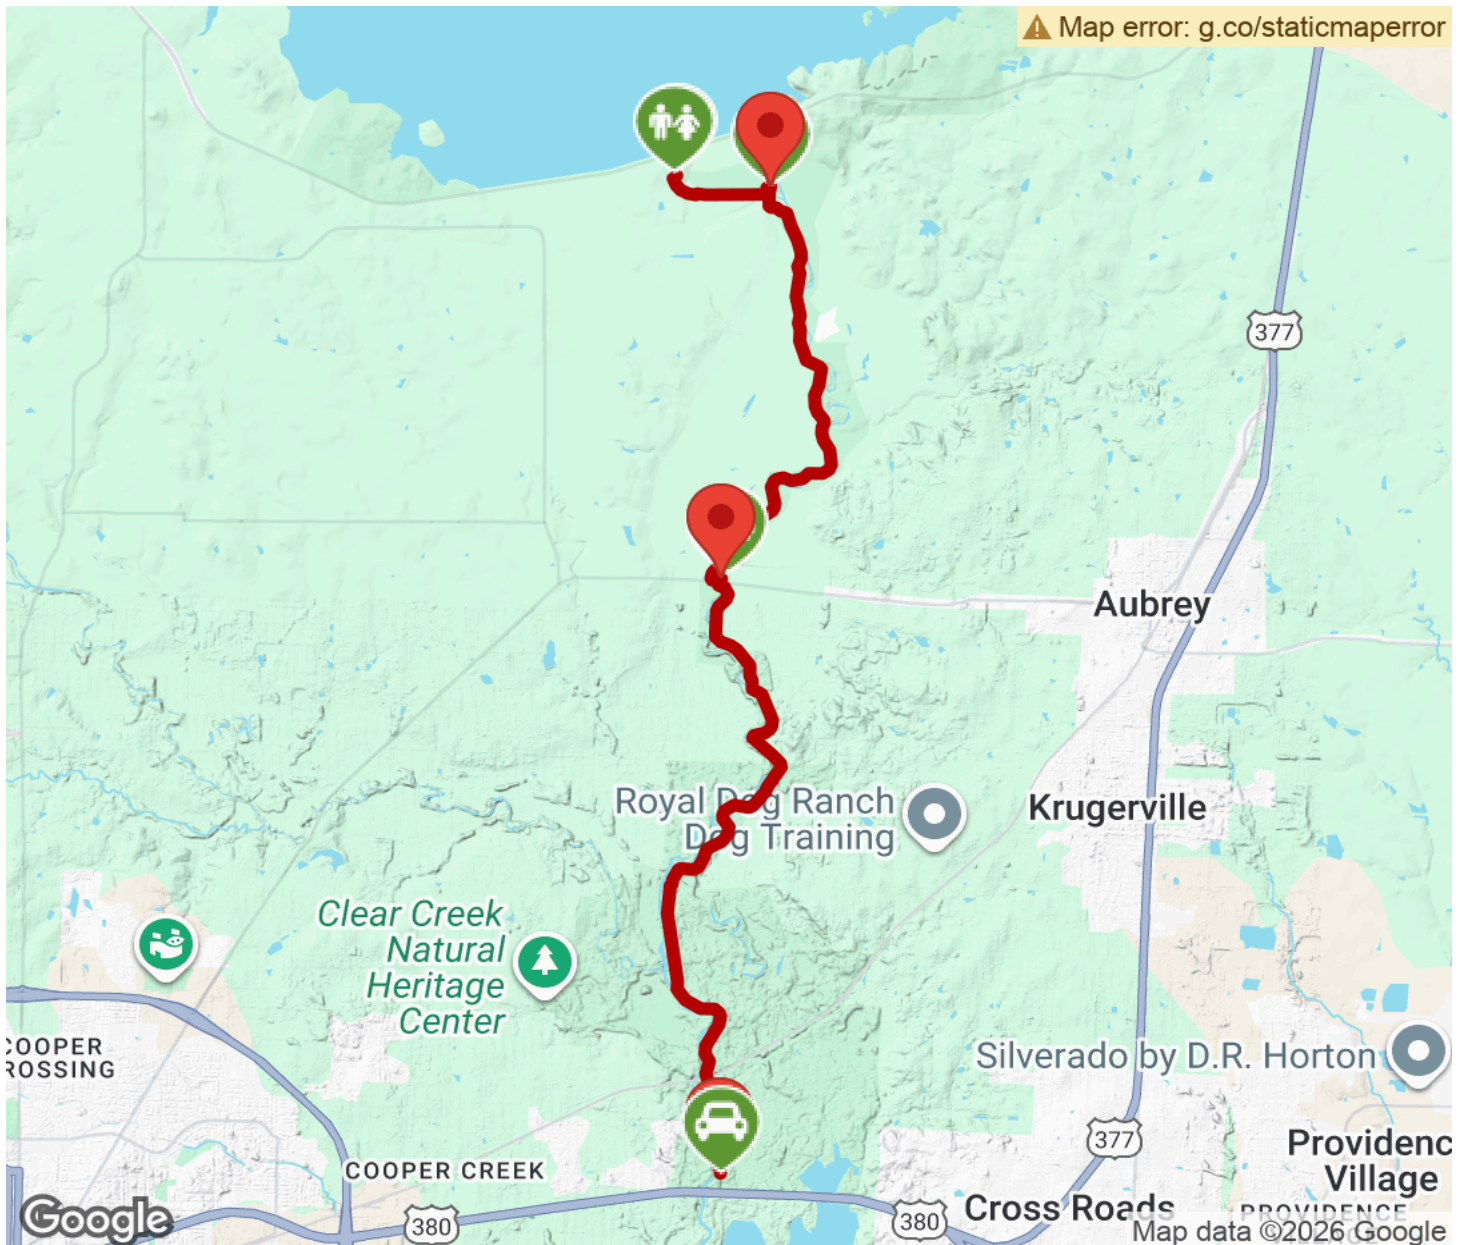 Map error: g.co/staticmaperror
377
Aubrey
Royal Dog Ranch
Dog Training
Krugerville
Clear Creek
Natural
Heritage
Center
COOPER
ROSSING
Silverado by D.R. Horton
377
Providenc
Village
COOPER CREEK
Google
380
380
Cross Roads
PROVIDENCE
Map data ©2026 Google